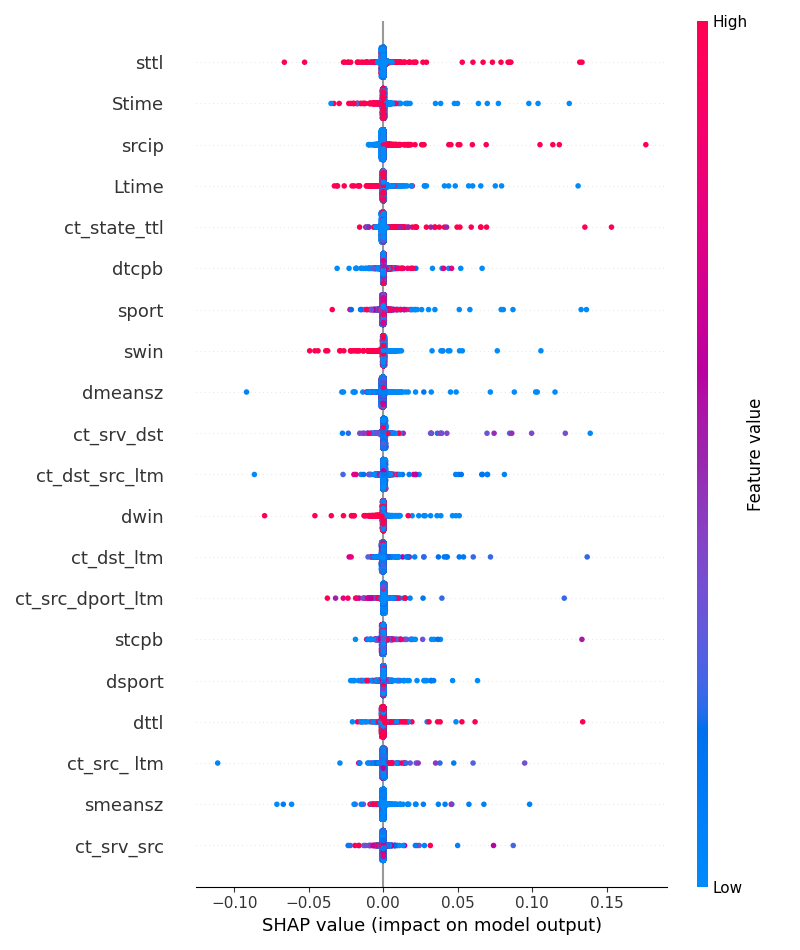 High
sttl
Stime
srcip
Ltime
ct_state_ttl
dtcpb
sport
swin
dmeansz
ct_srv_dst
ct_dst_src_ltm
dwin
ct_dst_ltm
ct_src_dport_ltm
stcpb
dsport
dttl
ct_src_ ltm
smeansz
ct_srv_src
Feature value
Low
−0.10 −0.05 0.00 0.05 0.10 0.15
SHAP value (impact on model output)